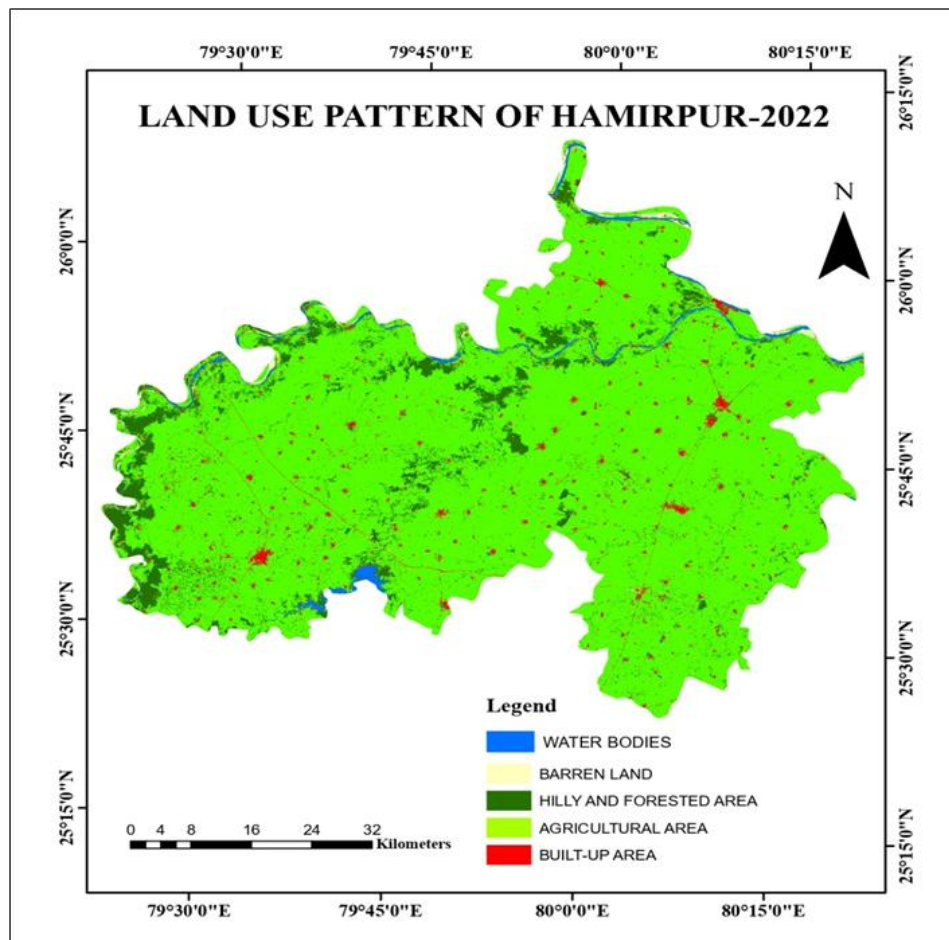 79°30'0"E 79°45'0"E 80°0'0"E 80°15'0"E
LAND USE PATTERN OF HAMIRPUR-2022
N
26°15'0"N
26°0'0"N
26°0'0"N
25°45'0"N
25°45'0"N
25°30'0"N
25°30'0"N
25°15'0"N
25°15'0"N
Legend
WATER BODIES
BARREN LAND
HILLY AND FORESTED AREA
AGRICULTURAL AREA
BUILT-UP AREA
0 4 8 16 24 32
Kilometers
79°30'0"E 79°45'0"E 80°0'0"E 80°15'0"E